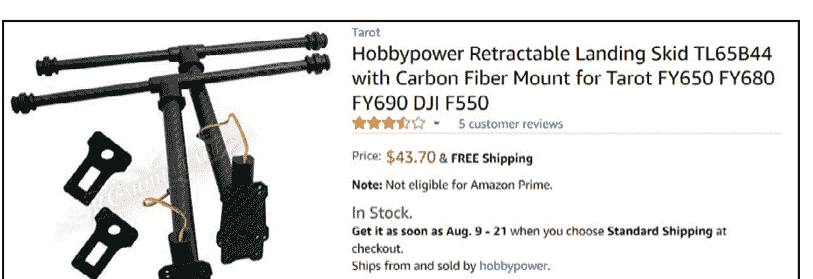 Tarot
Hobbypower Retractable Landing Skid TL65B44
with Carbon Fiber Mount for Tarot FY650 FY680
FY690 DJI F550
5 customer reviews
Price: $43.70 & FREE Shipping
Note: Not eligible for Amazon Prime.
In Stock.
Get it as soon as Aug. 9 - 21 when you choose Standard Shipping at
checkout.
Ships from and sold by hobbypower.